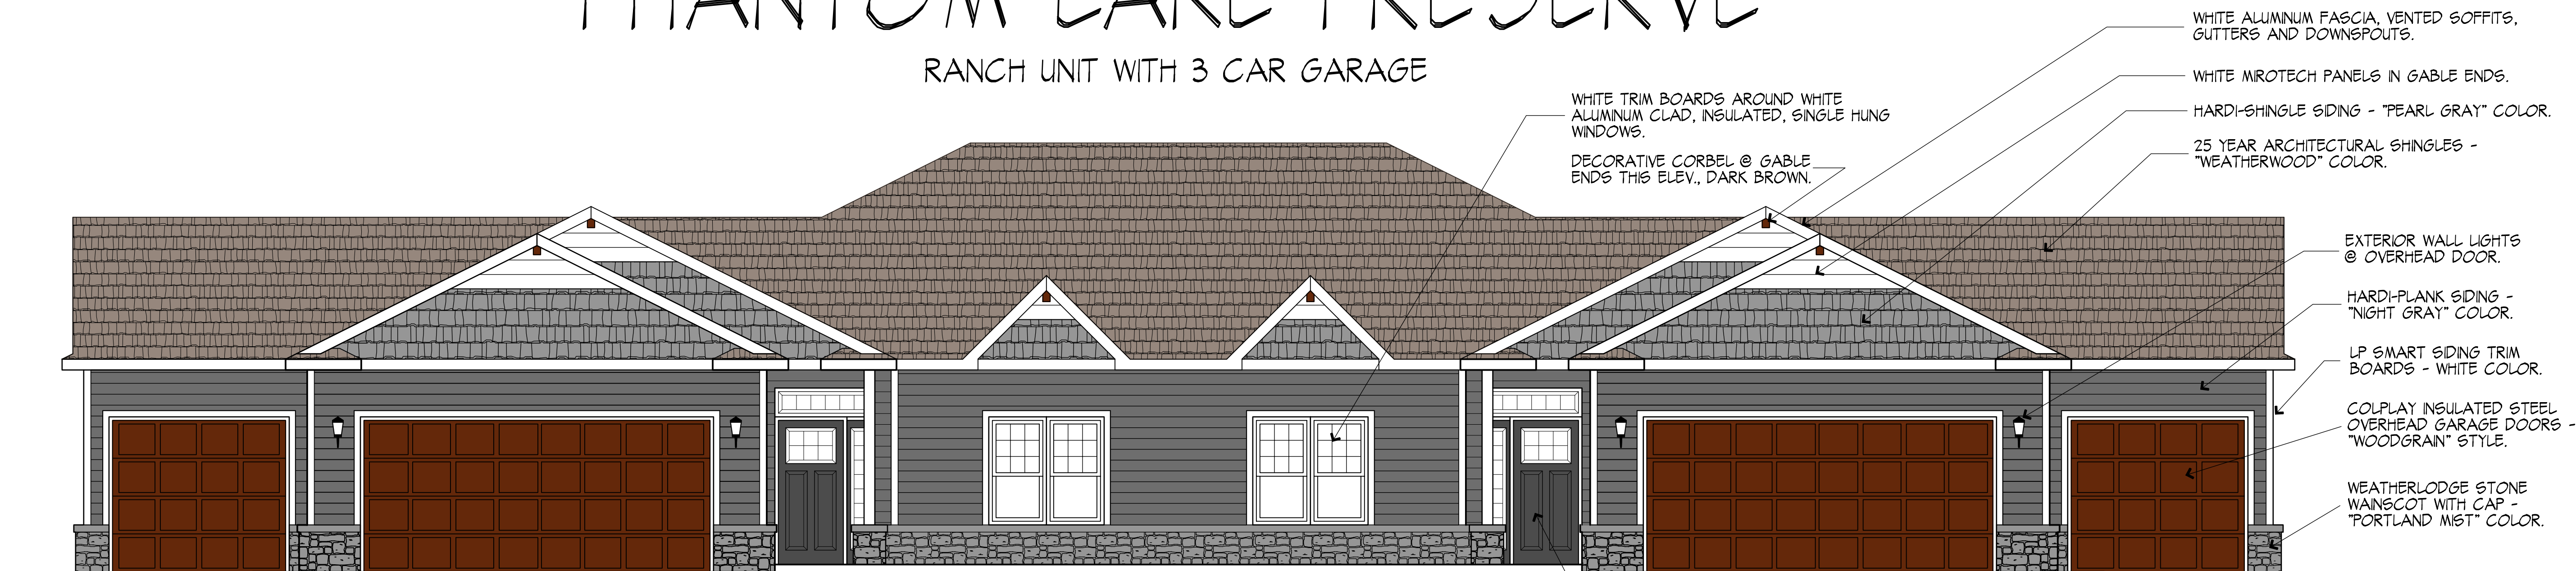 PHANTOM LAKE PRESERVE
RANCH UNIT WITH 3 CAR GARAGE
WHITE TRIM BOARDS AROUND WHITE
ALUMINUM CLAD, INSULATED, SINGLE HUNG
WINDOWS.
DECORATIVE CORBEL @ GABLE
ENDS THIS ELEV., DARK BROWN.
WHITE ALUMINUM FASCIA, VENTED SOFFITS,
GUTTERS AND DOWNSPOUTS.
WHITE MIROTECH PANELS IN GABLE ENDS.
HARDI-SHINGLE SIDING - "PEARL GRAY" COLOR.
25 YEAR ARCHITECTURAL SHINGLES -
"WEATHERWOOD" COLOR.
EXTERIOR WALL LIGHTS
@ OVERHEAD DOOR.
HARDI-PLANK SIDING -
"NIGHT GRAY" COLOR.
LP SMART SIDING TRIM
BOARDS - WHITE COLOR.
COLPLAY INSULATED STEEL
OVERHEAD GARAGE DOORS -
"WOODGRAIN" STYLE.
WEATHERLODGE STONE
WAINSCOT WITH CAP -
"PORTLAND MIST" COLOR.